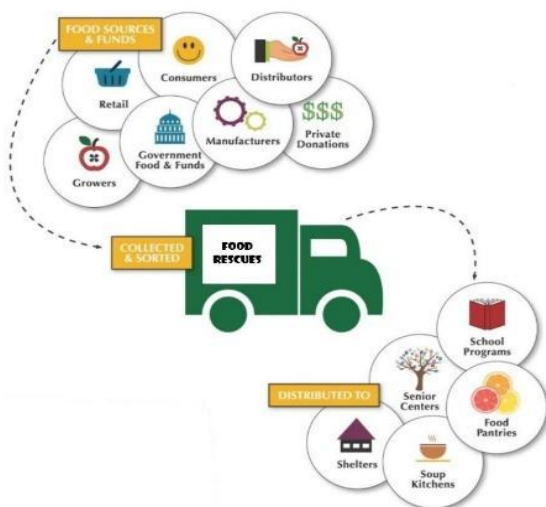 FOOD SOURCES
& FUNDS
Consumers
Distributors
Retail
$$$
Private
Donations
Manufacturers
Government
Food & Funds
Growers
COLLECTED
& SORTED
FOOD
RESCUES
School
Programs
Senior
Centers
DISTRIBUTED TO
Food
Pantries
Shelters
Soup
Kitchens